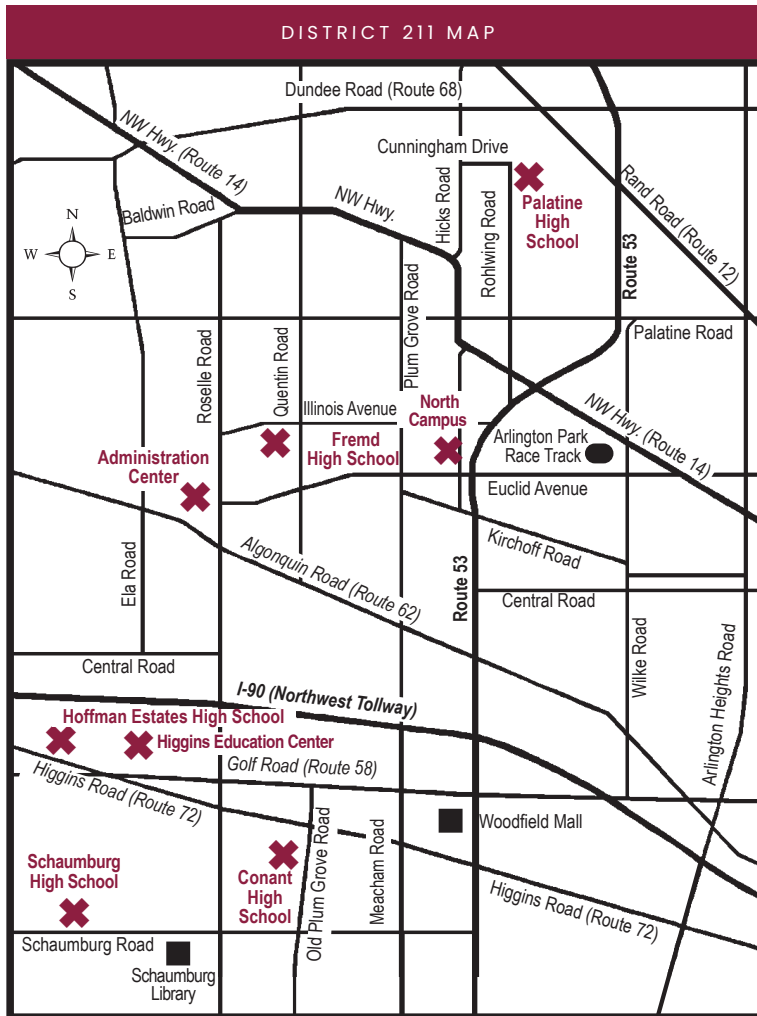 DISTRICT 211 MAP
Dundee Road (Route 68)
NW Hwy. (Route 14)
Cunningham Drive
Baldwin Road
NW Hwy.
Hicks Road
Rohlwing Road
Palatine
High
School
Rand Road (Route 12)
Route 53
N
W
E
S
Plum Grove Road
Palatine Road
Roselle Road
Quentin Road
Illinois Avenue
North
Campus
Fremd
High School
Arlington Park
Race Track
NW Hwy. (Route 14)
Administration
Center
Euclid Avenue
Kirchoff Road
Ela Road
Algonquin Road (Route 62)
Route 53
Central Road
Wilke Road
Arlington Heights Road
Central Road
I-90 (Northwest Tollway)
Hoffman Estates High School
Higgins Education Center
Golf Road (Route 58)
Higgins Road (Route 72)
Woodfield Mall
Old Plum Grove Road
Meacham Road
Schaumburg
High School
Conant
High
School
Higgins Road (Route 72)
Schaumburg Road
Schaumburg
Library